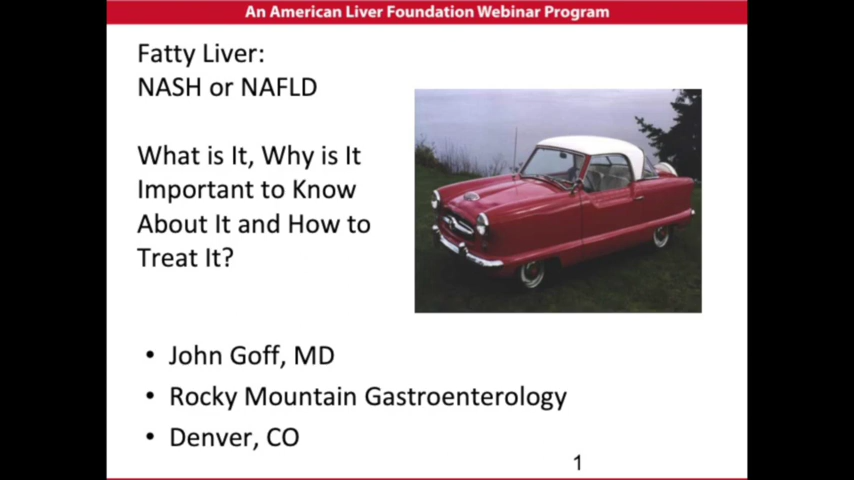 An American Liver Foundation Webinar Program
Fatty Liver:
NASH or NAFLD
What is It, Why is It
Important to Know
About It and How to
Treat It?
• John Goff, MD
• Rocky Mountain Gastroenterology
• Denver, CO
1